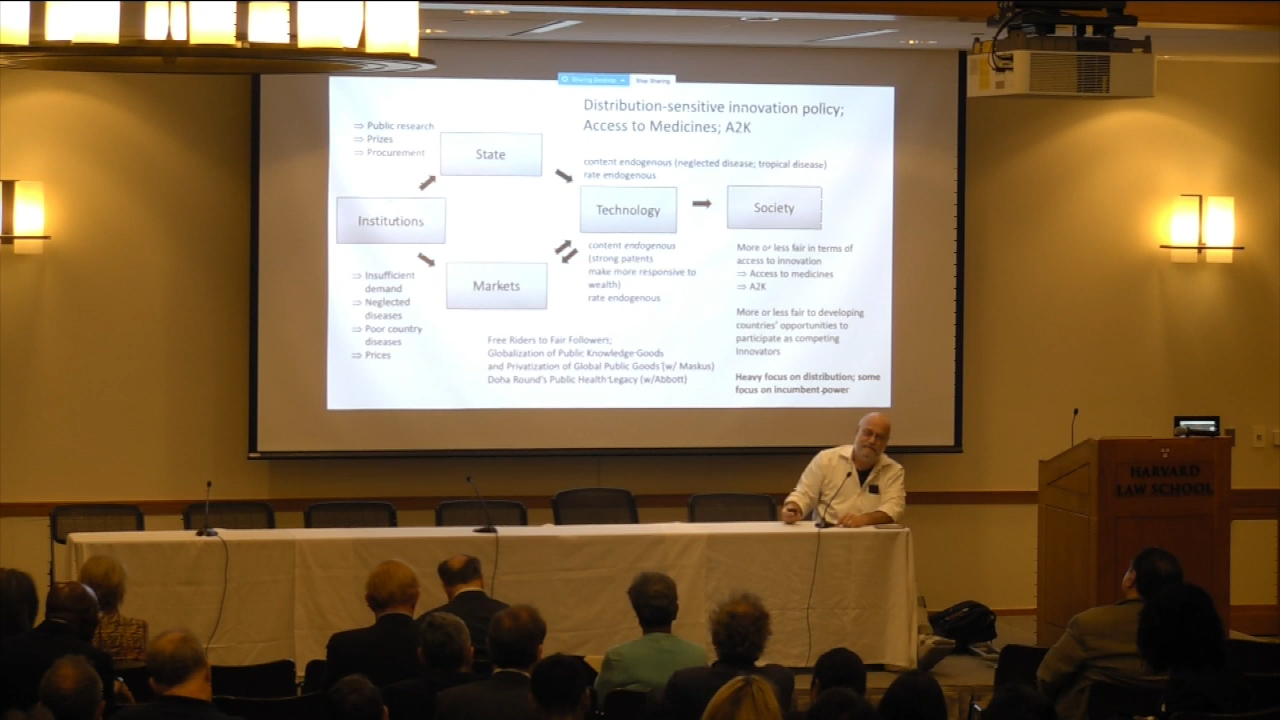 Sharing Desktop
Stop Sharing
Distribution-sensitive innovation policy;
Access to Medicines; A2K
⇒ Public research
⇒ Prizes
⇒ Procurement
State
content endogenous (neglected disease; tropical disease)
rate endogenous
Institutions
Technology
Society
⇒ Insufficient
demand
⇒ Neglected
diseases
⇒ Poor country
diseases
⇒ Prices
Markets
content endogenous
(strong patents
make more responsive to
wealth)
rate endogenous
More or less fair in terms of
access to innovation
⇒ Access to medicines
⇒ A2K
More or less fair to developing
countries' opportunities to
participate as competing
Innovators
Heavy focus on distribution; some
focus on incumbent power
Free Riders to Fair Followers;
Globalization of Public Knowledge Goods
and Privatization of Global Public Goods (w/ Maskus)
Doha Round's Public Health Legacy (w/Abbott)
HARVARD
LAW SCHOOL